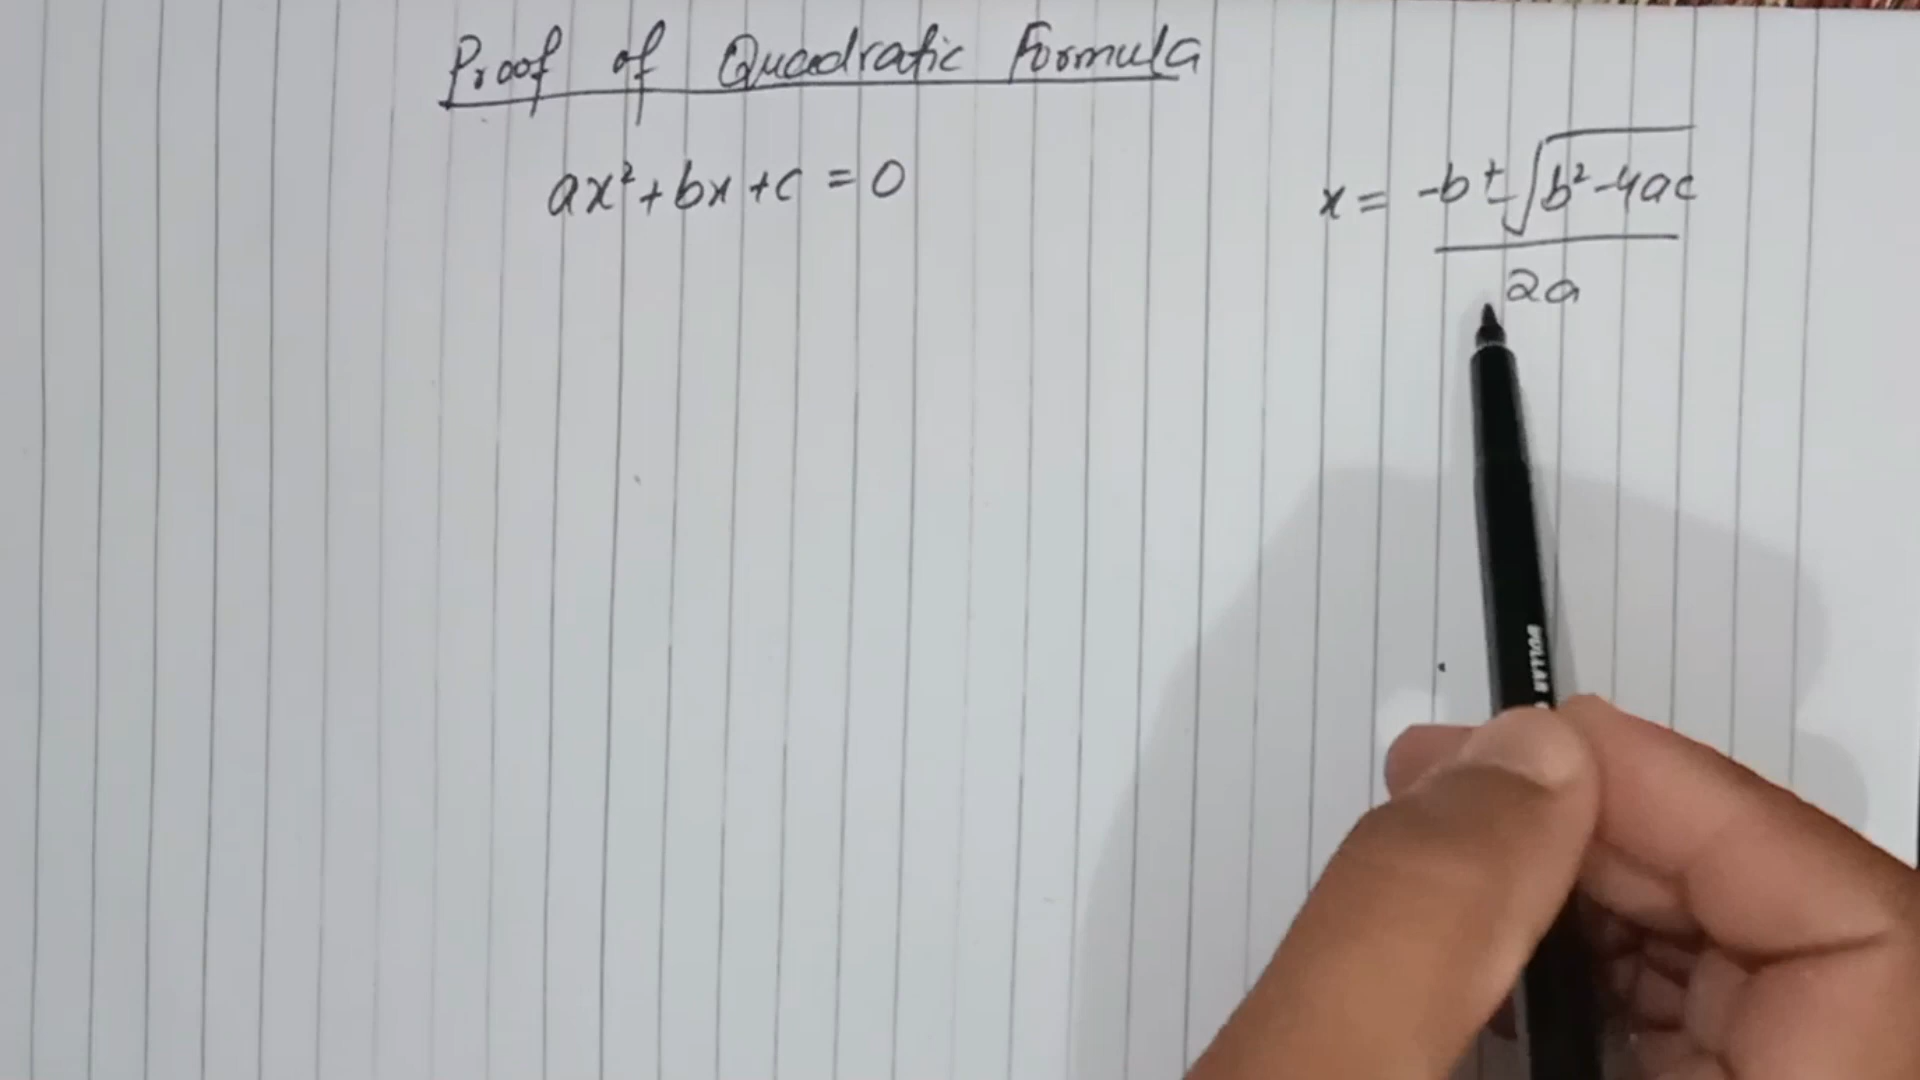 Proof of Quadratic Formula
ax² + bx + c = 0
x = -b ± √b² - 4ac
2a